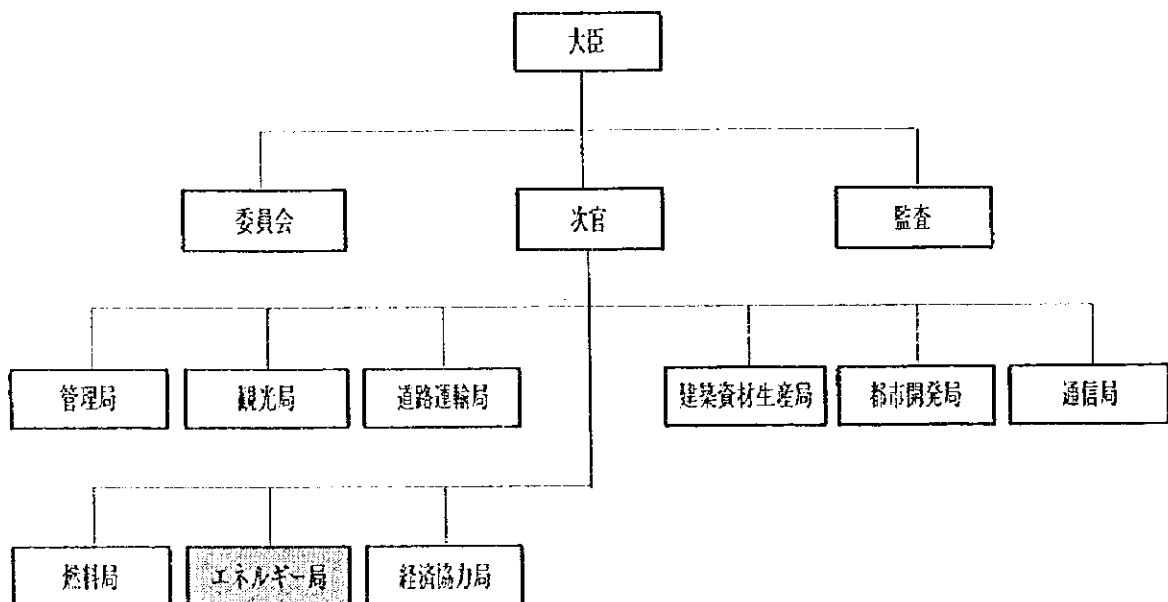 大臣
委員会
次官
監査
管理局
観光局
道路運輸局
建築資材生産局
都市開発局
通信局
燃料局
エネルギー局
経済協力局